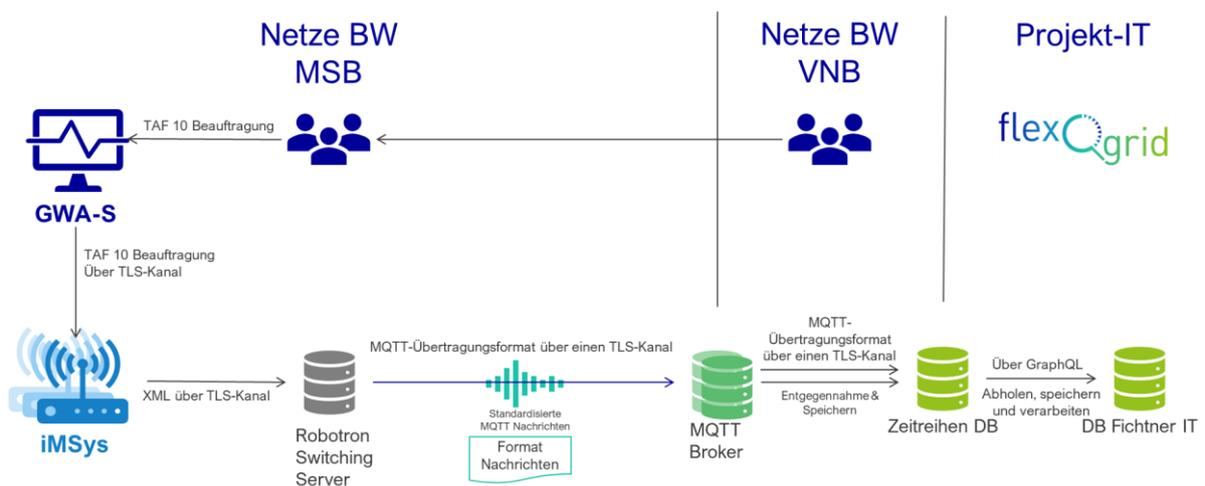 Netze BW
MSB
Netze BW
VNB
Projekt-IT
TAF 10 Beauftragung
flexQgrid
GWA-S
TAF 10 Beauftragung
Über TLS-Kanal
MQTT-Übertragungsformat über einen TLS-Kanal
MQTT-
Übertragungsformat
über einen TLS-Kanal
Über GraphQL
XML über TLS-Kanal
Standardisierte
MQTT Nachrichten
Entgegennahme &
Speichern
Abholen, speichern
und verarbeiten
iMSys
Robotron
Switching
Server
Format
Nachrichten
MQTT
Broker
Zeitreihen DB
DB Fichtner IT